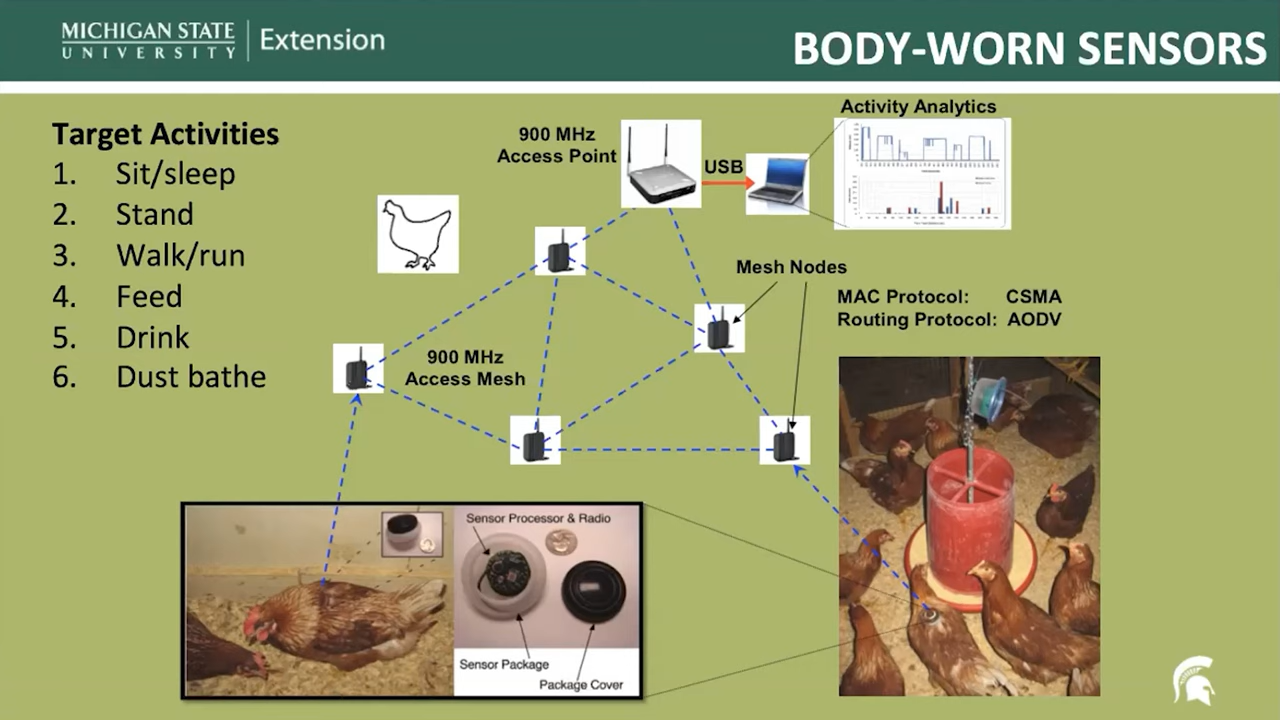 MICHIGAN STATE
UNIVERSITY
Extension
BODY-WORN SENSORS
Target Activities
1. Sit/sleep
2. Stand
3. Walk/run
4. Feed
5. Drink
6. Dust bathe
900 MHz
Access Point
USB
Activity Analytics
Mesh Nodes
MAC Protocol: CSMA
Routing Protocol: AODV
900 MHz
Access Mesh
Sensor Processor & Radio
Sensor Package
Package Cover